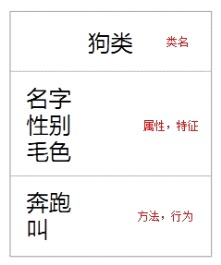 狗类 类名
名字
性别 属性，特征
毛色
奔跑 方法，行为
叫